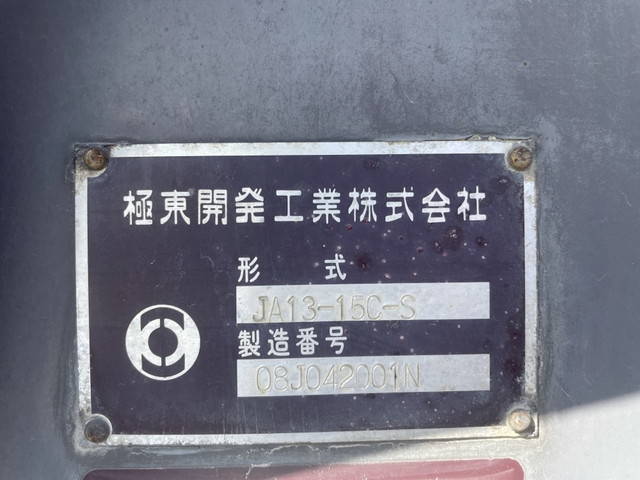 極東開発工業株式会社
形 式
JA13-15C-S
製造番号
08J042001N